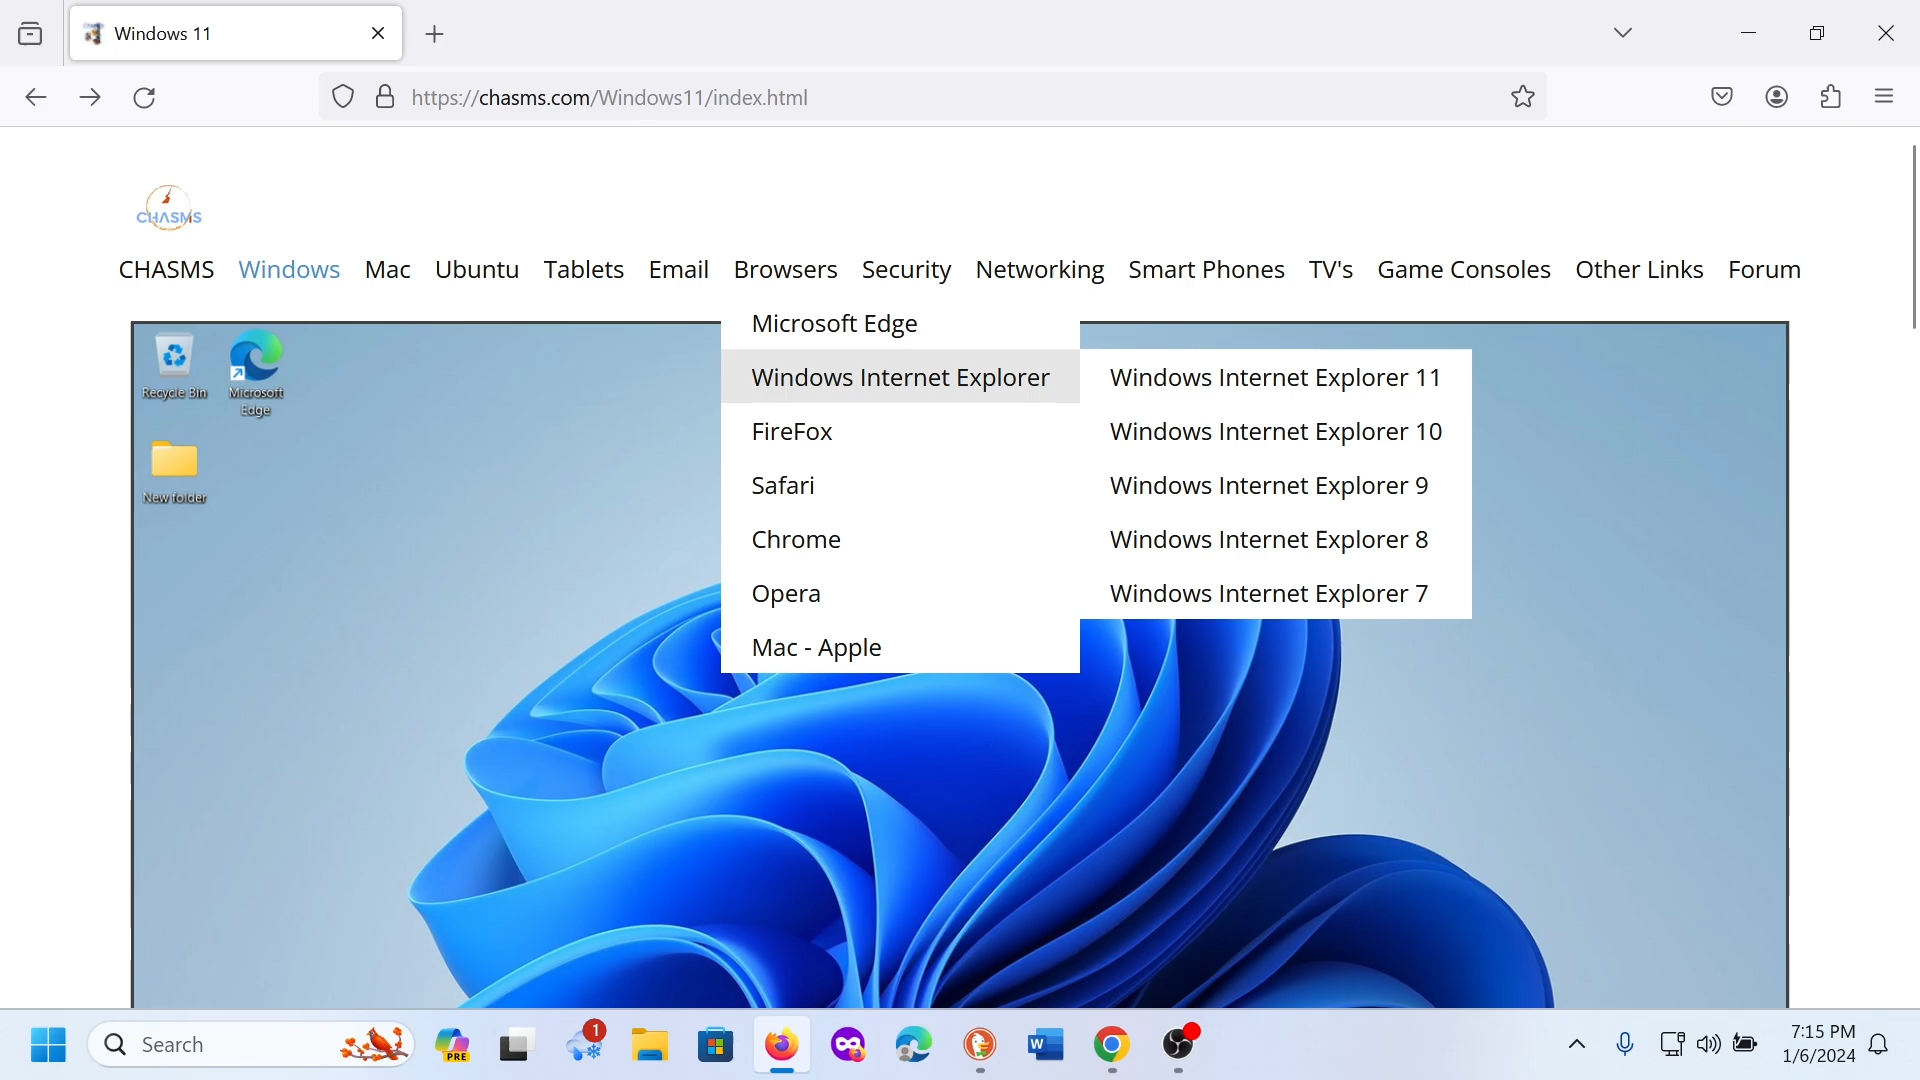 Windows 11
https://chasms.com/Windows11/index.html
CHASMS
CHASMS Windows Mac Ubuntu Tablets Email Browsers Security Networking Smart Phones TV's Game Consoles Other Links Forum
Microsoft Edge
Windows Internet Explorer
FireFox
Safari
Chrome
Opera
Mac - Apple
Windows Internet Explorer 11
Windows Internet Explorer 10
Windows Internet Explorer 9
Windows Internet Explorer 8
Windows Internet Explorer 7
Recycle Bin
Microsoft
Edge
New folder
Search
PRE
1
W
7:15 PM
1/6/2024